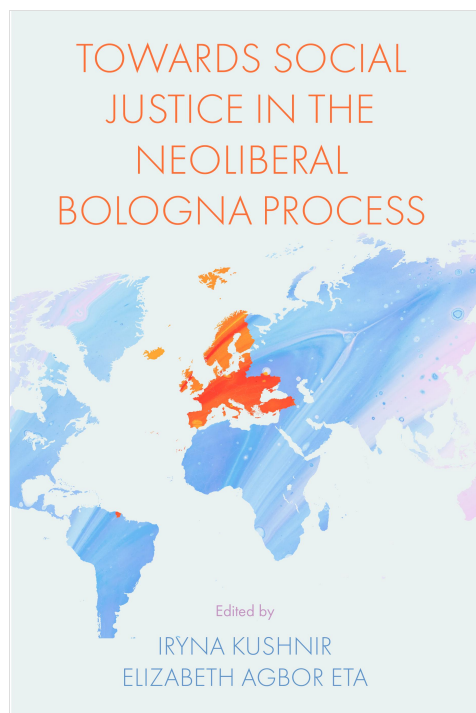 TOWARDS SOCIAL
JUSTICE IN THE
NEOLIBERAL
BOLOGNA PROCESS
Edited by
IRYNA KUSHNIR
ELIZABETH AGBOR ETA